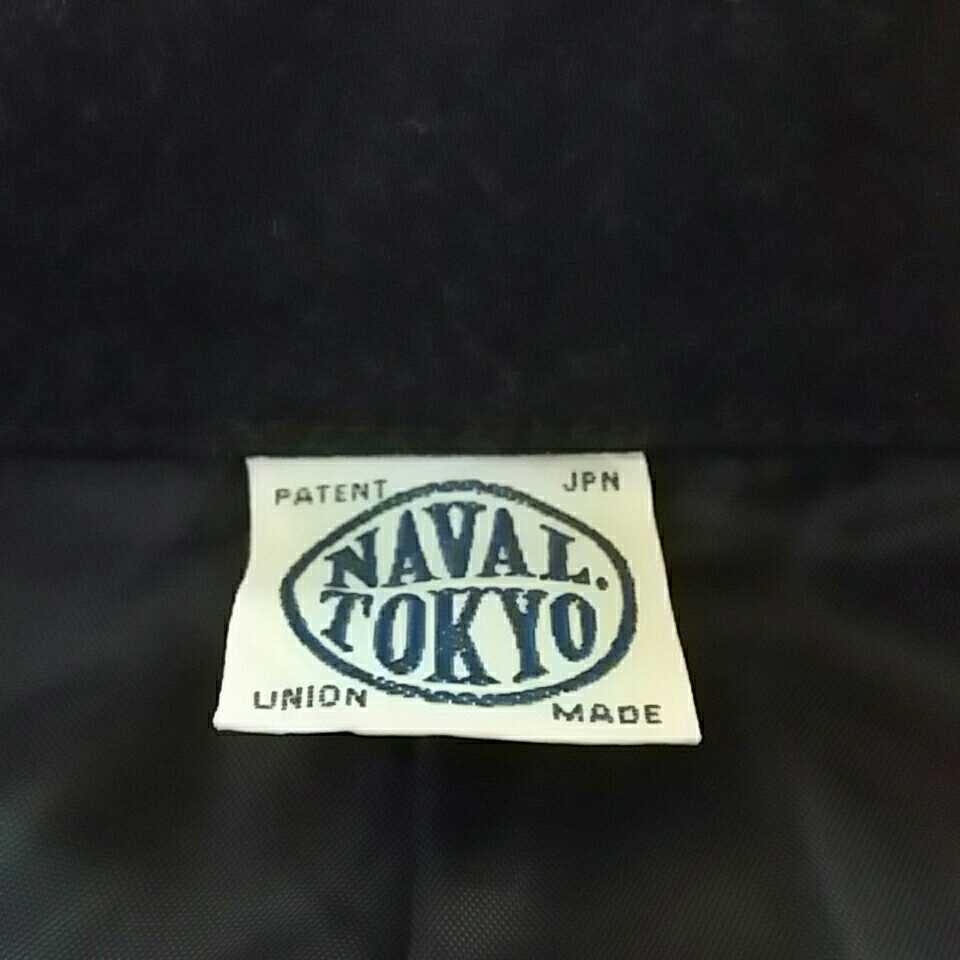 PATENT JPN
NAVAL.
TOKYO
UNION MADE